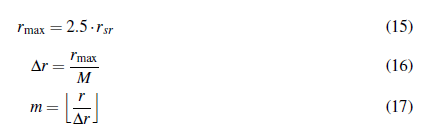 r_max = 2.5 · r_sr (15)
Δr = r_max / M (16)
m = ⌊r / Δr⌋ (17)